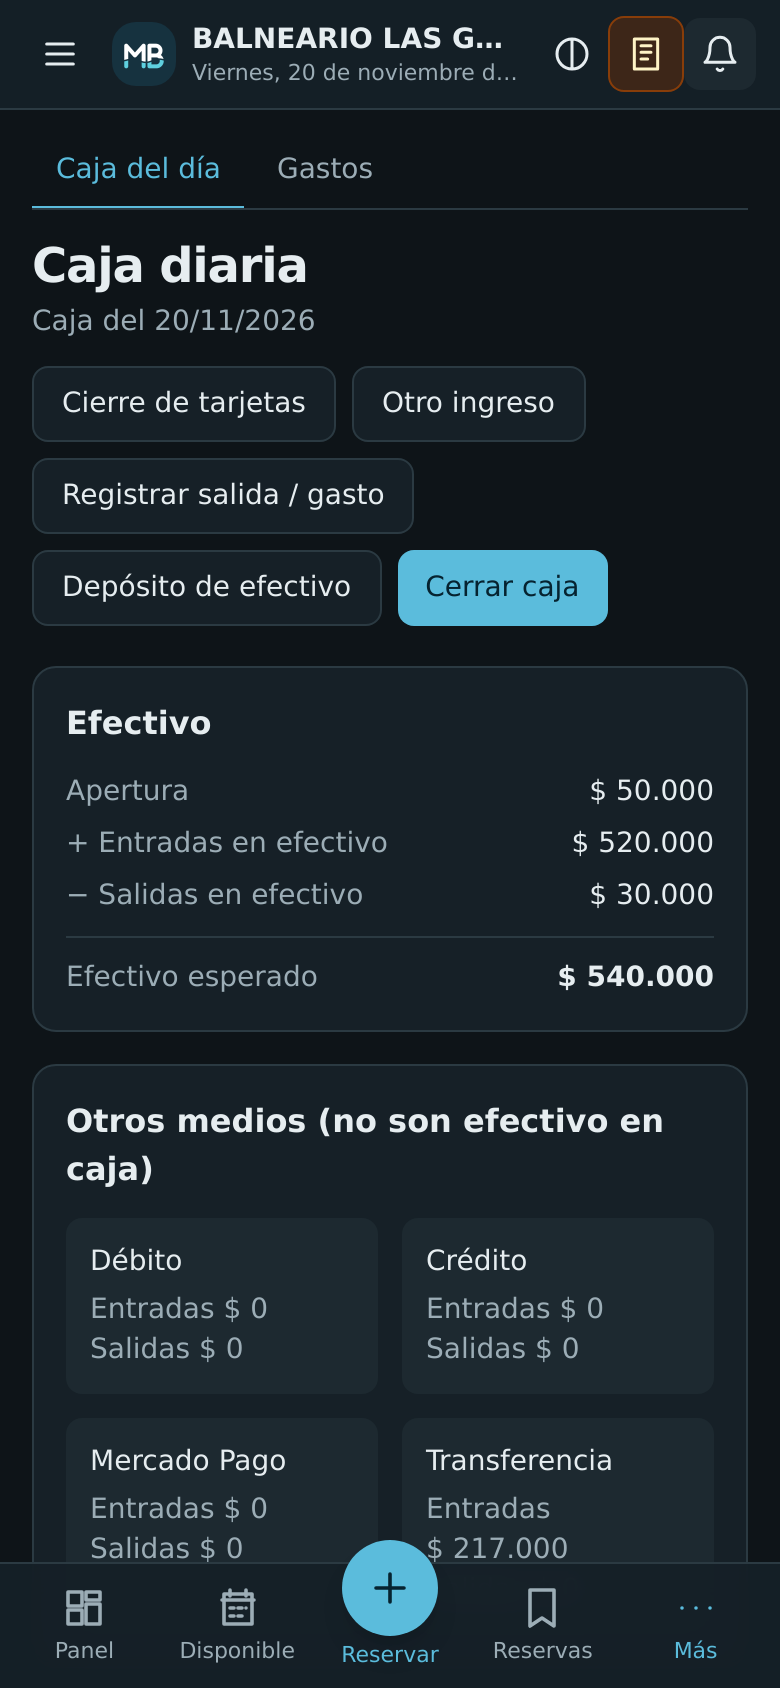 MB
BALNEARIO LAS G...
Viernes, 20 de noviembre d...
Caja del día
Gastos
Caja diaria
Caja del 20/11/2026
Cierre de tarjetas
Otro ingreso
Registrar salida / gasto
Depósito de efectivo
Cerrar caja
Efectivo
Apertura $ 50.000
+ Entradas en efectivo $ 520.000
− Salidas en efectivo $ 30.000
Efectivo esperado $ 540.000
Otros medios (no son efectivo en
caja)
Débito
Entradas $ 0
Salidas $ 0
Crédito
Entradas $ 0
Salidas $ 0
Mercado Pago
Entradas $ 0
Salidas $ 0
Transferencia
Entradas
$ 217.000
Panel
Disponible
Reservar
Reservas
Más